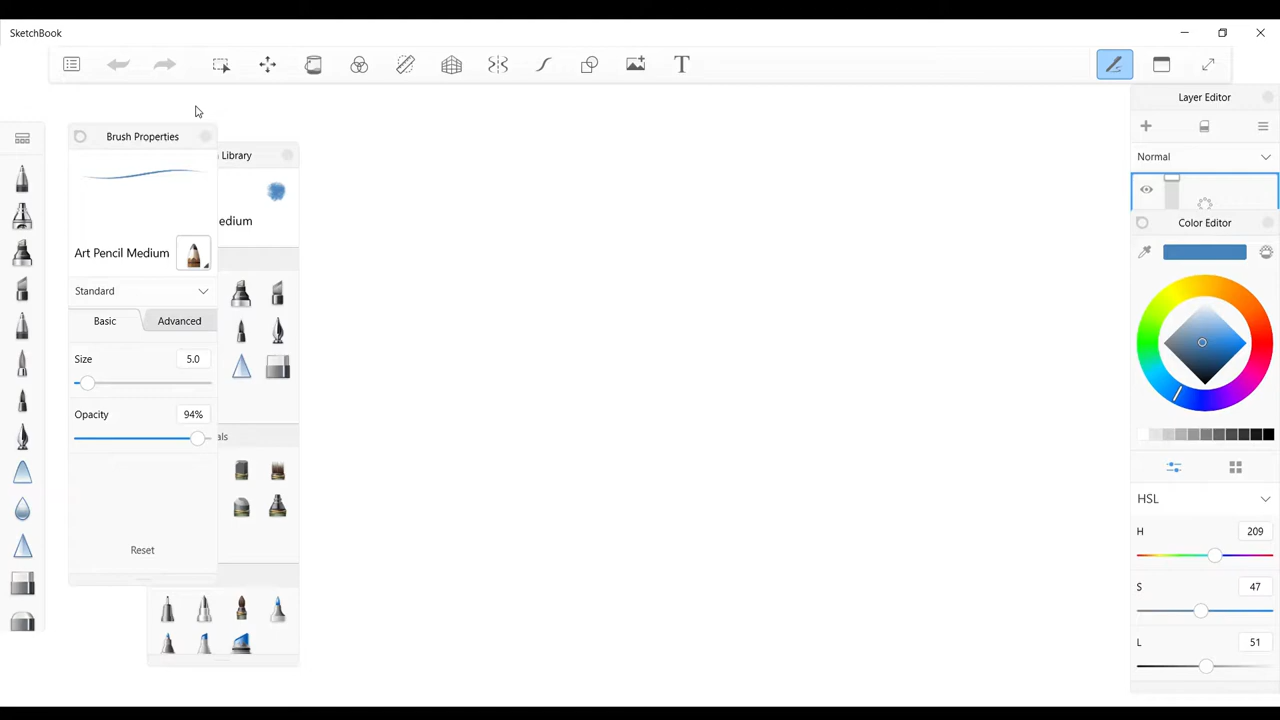 SketchBook
T
Layer Editor
Brush Properties
Library
Normal
edium
Color Editor
Art Pencil Medium
Standard
Basic Advanced
Size 5.0
Opacity 94%
als
HSL
H 209
Reset
S 47
L 51